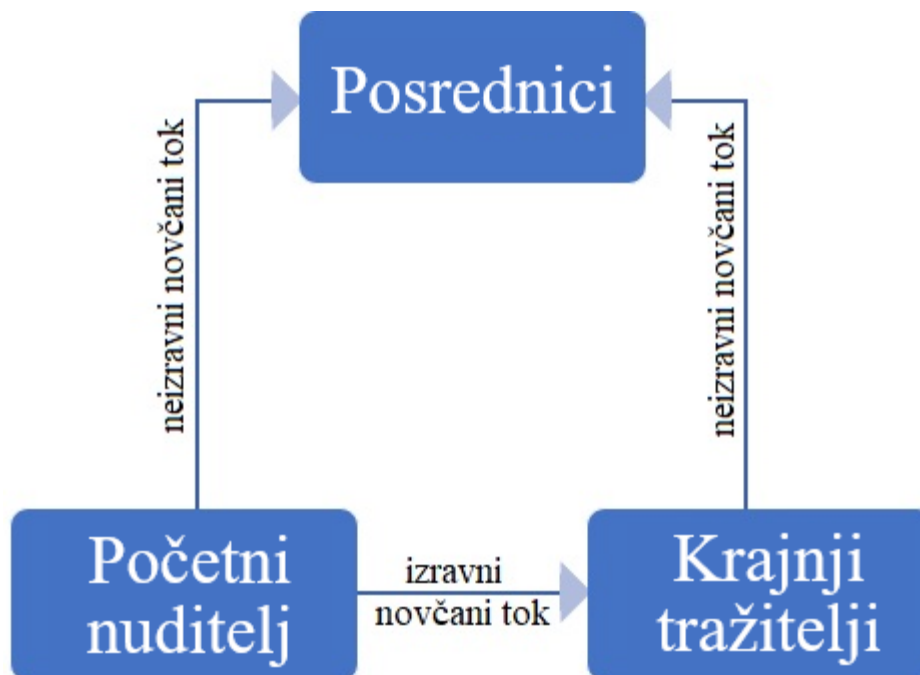 Posrednici
neizravni novčani tok
neizravni novčani tok
Početni
nuditelj
izravni
novčani tok
Krajnji
tražitelji